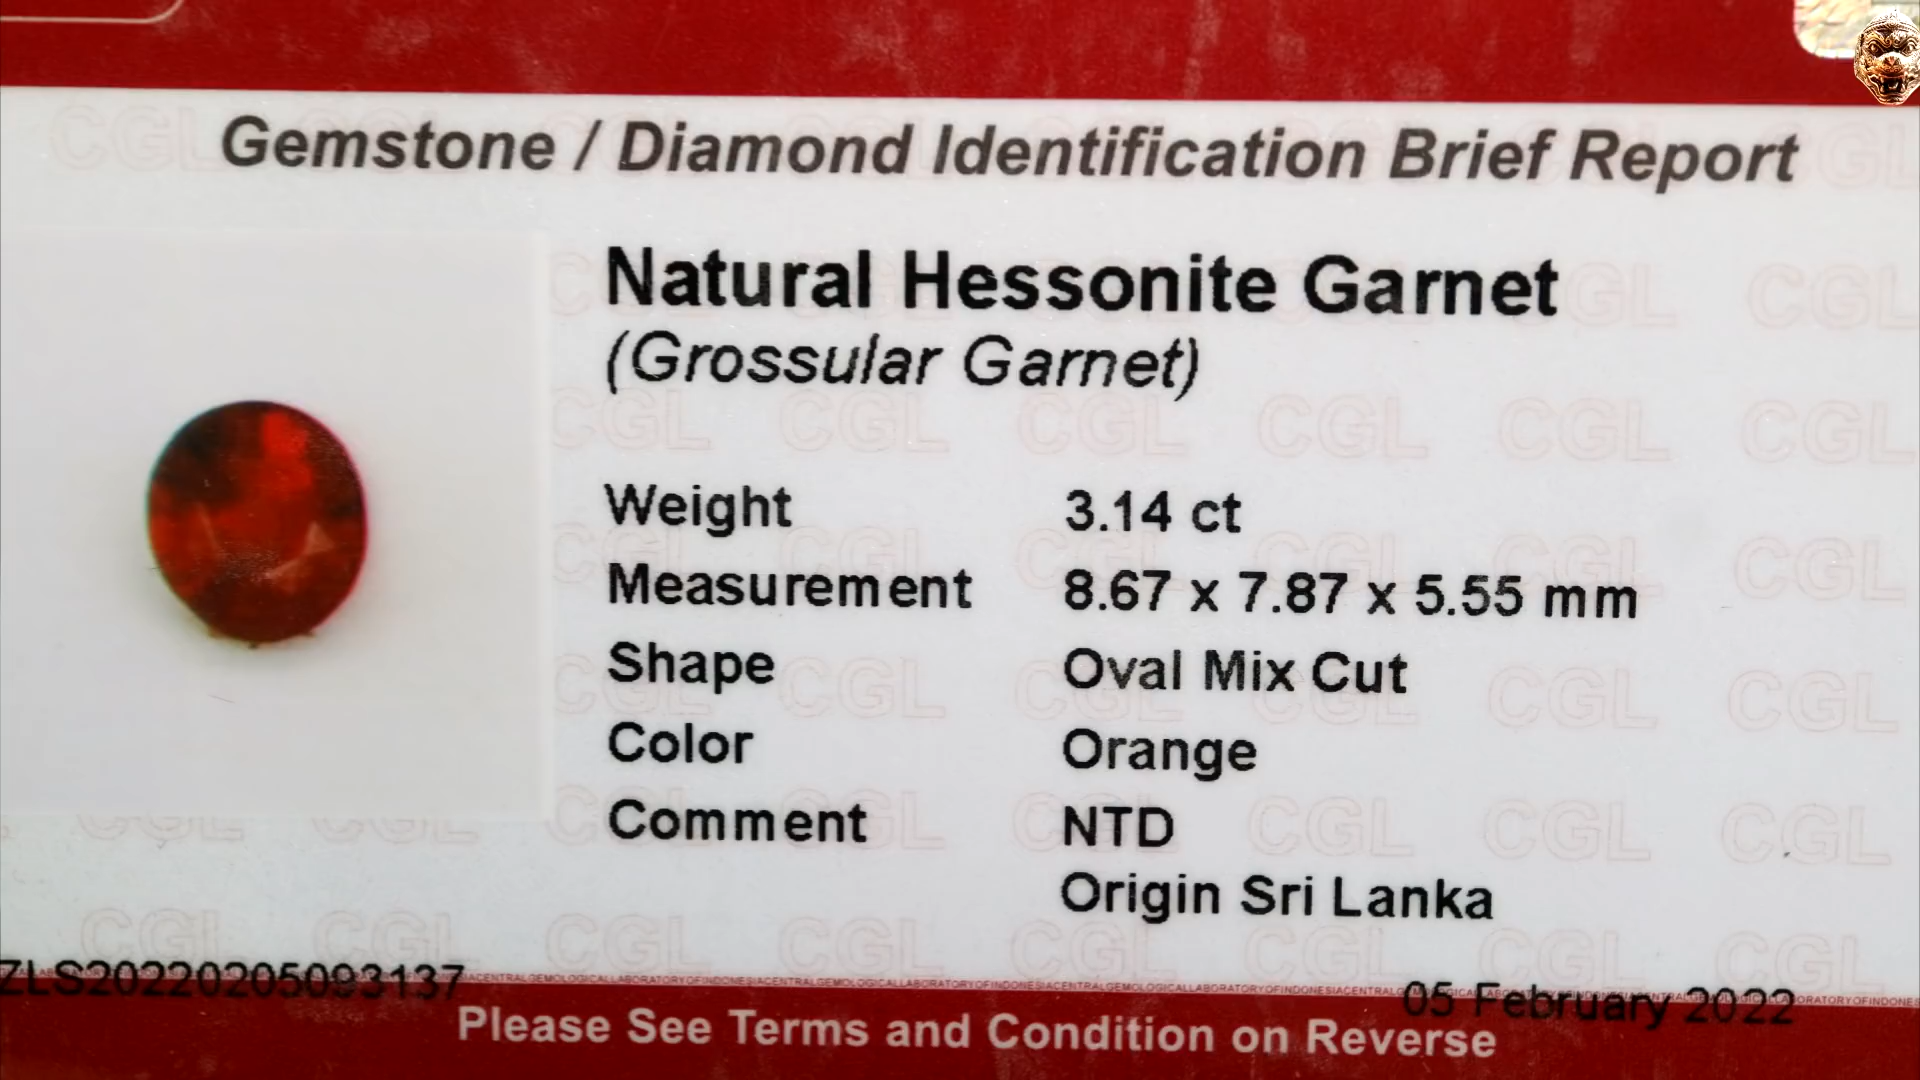 Gemstone / Diamond Identification Brief Report
Natural Hessonite Garnet
(Grossular Garnet)
Weight 3.14 ct
Measurement 8.67 x 7.87 x 5.55 mm
Shape Oval Mix Cut
Color Orange
Comment NTD
Origin Sri Lanka
ZLS20220205093137
05 February 2022
Please See Terms and Condition on Reverse